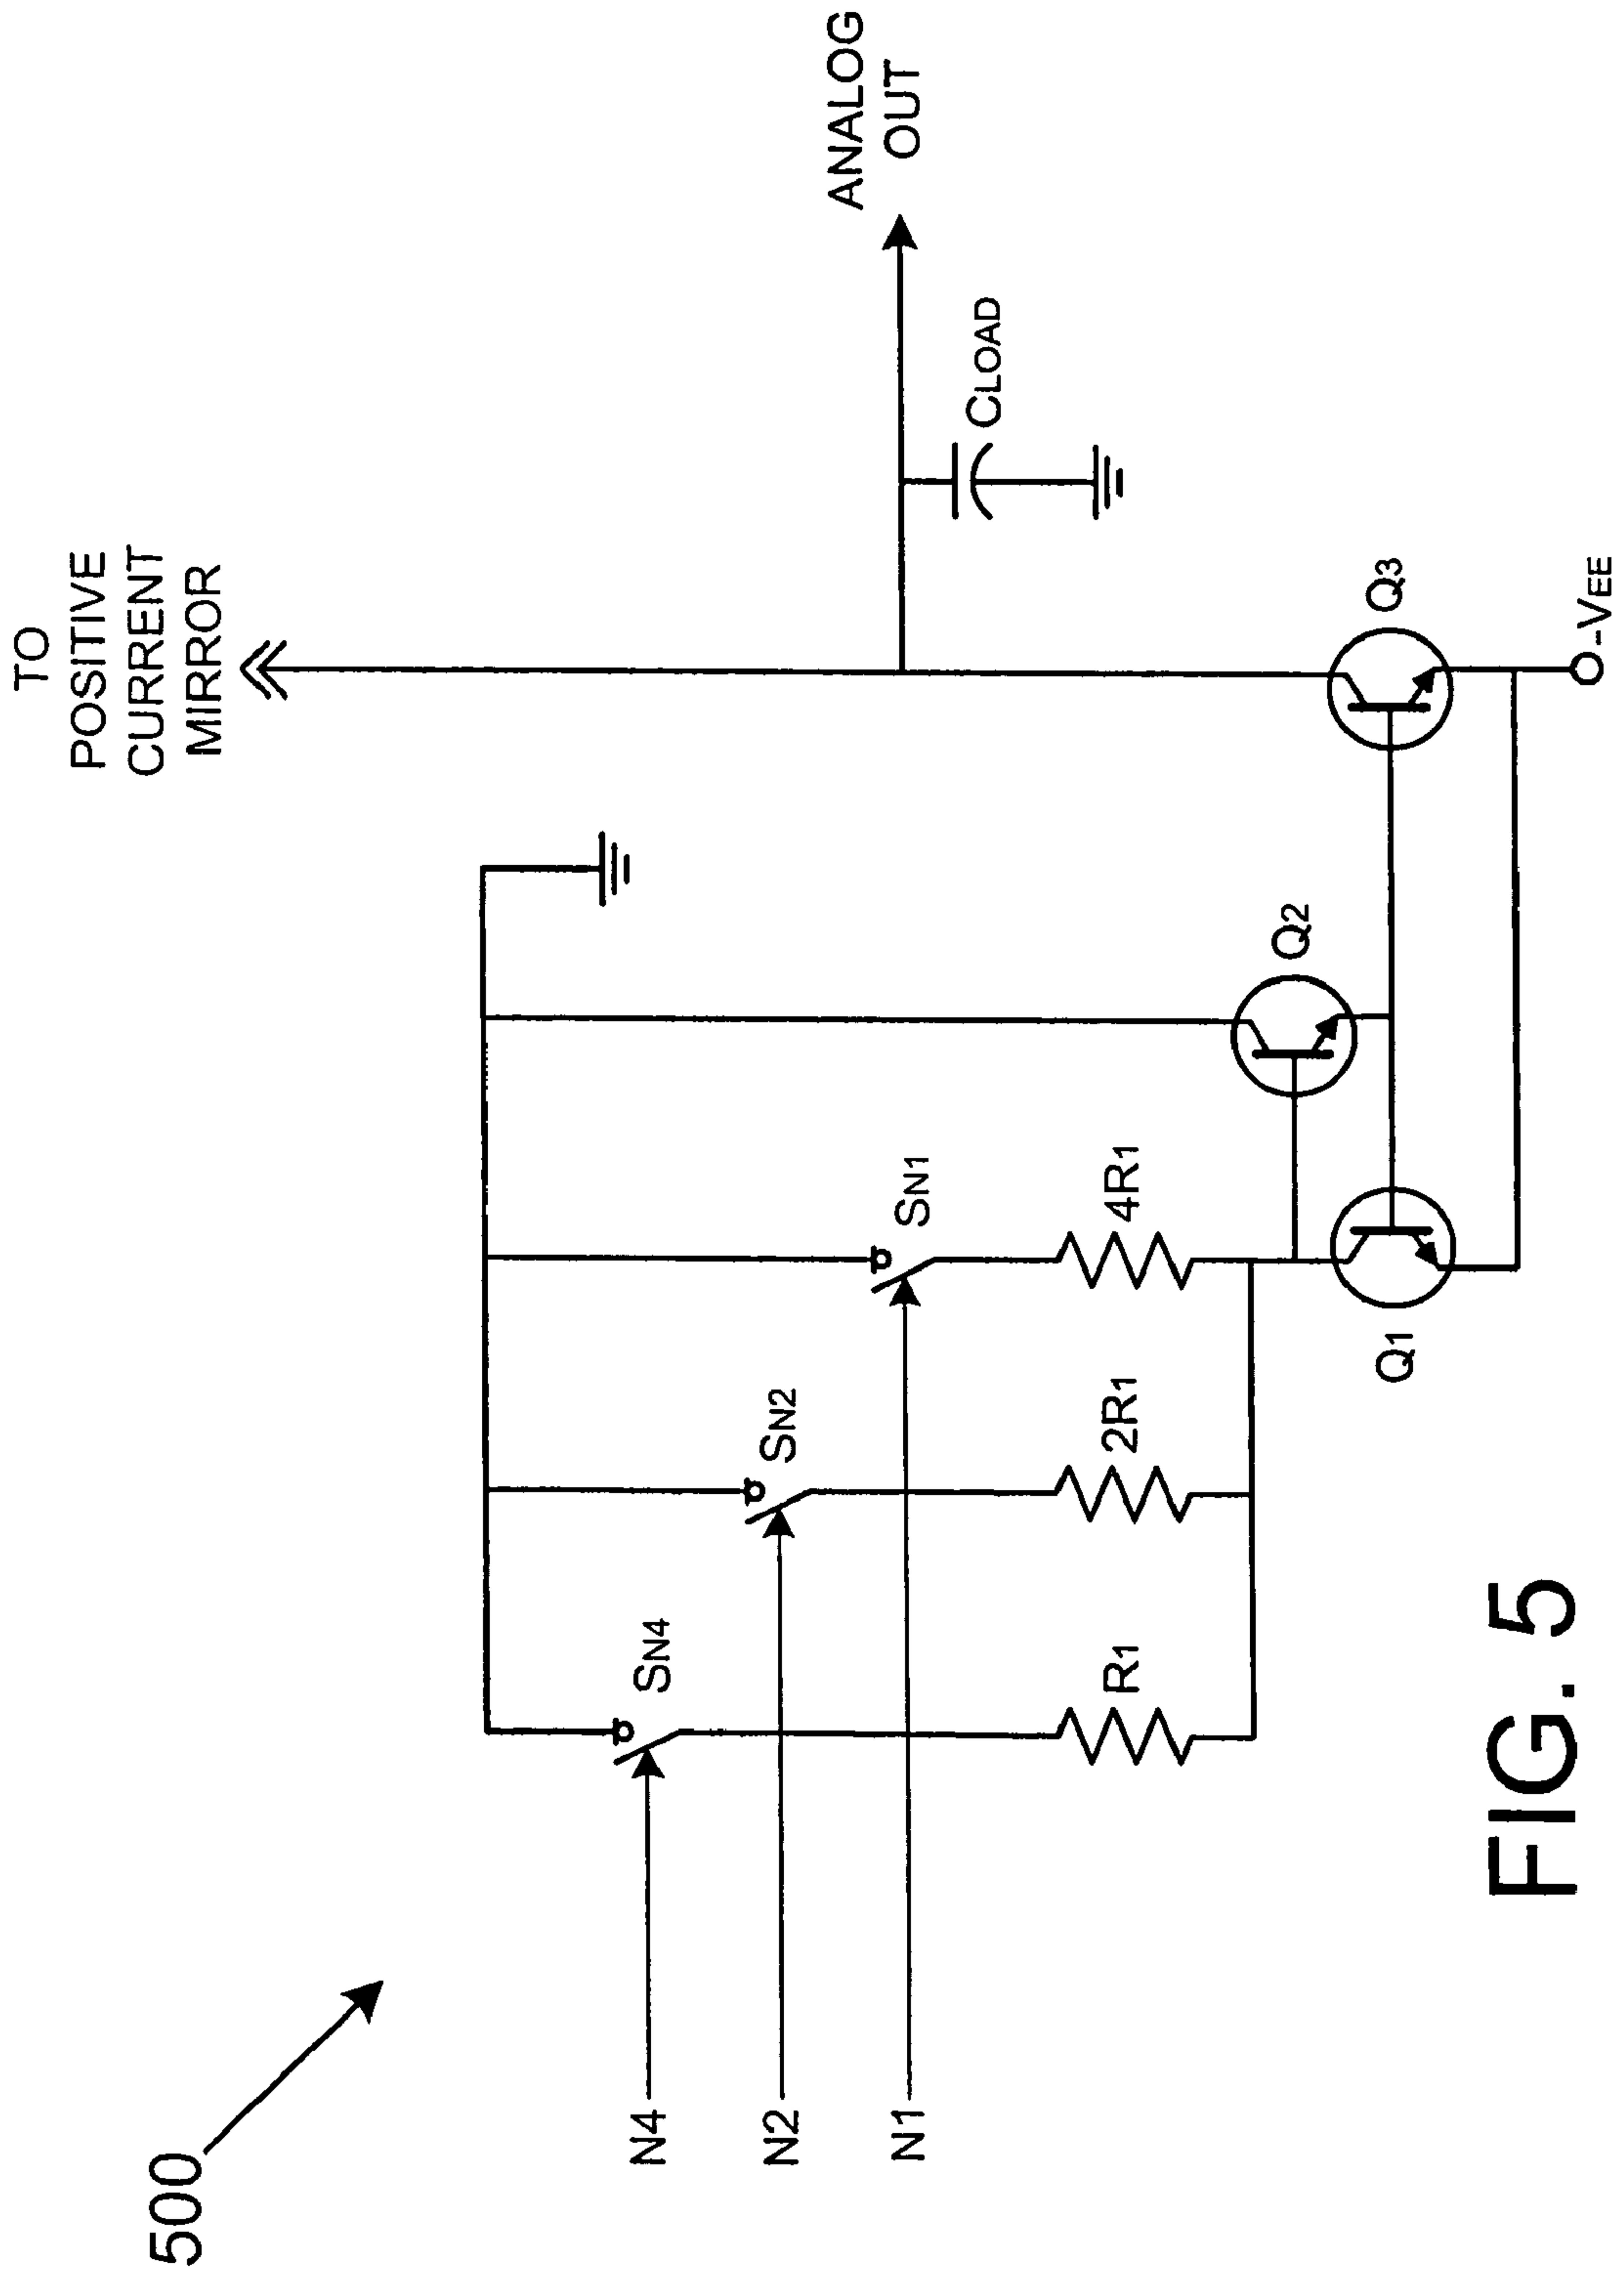 500
TO
POSITIVE
CURRENT
MIRROR
ANALOG
OUT
CLOAD
N4
N2
N1
SN4
SN2
SN1
R1
2R1
4R1
Q1
Q2
Q3
-VEE
FIG. 5